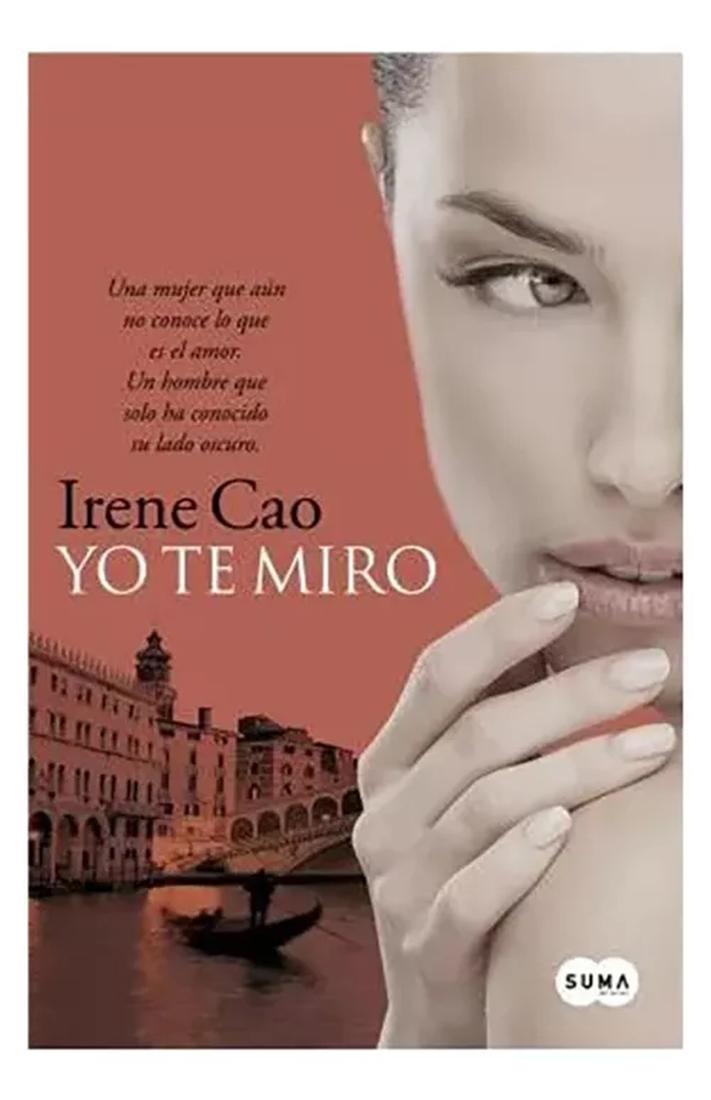 Una mujer que aún
no conoce lo que
es el amor.
Un hombre que
solo ha conocido
su lado oscuro.
Irene Cao
YO TE MIRO
SUMA